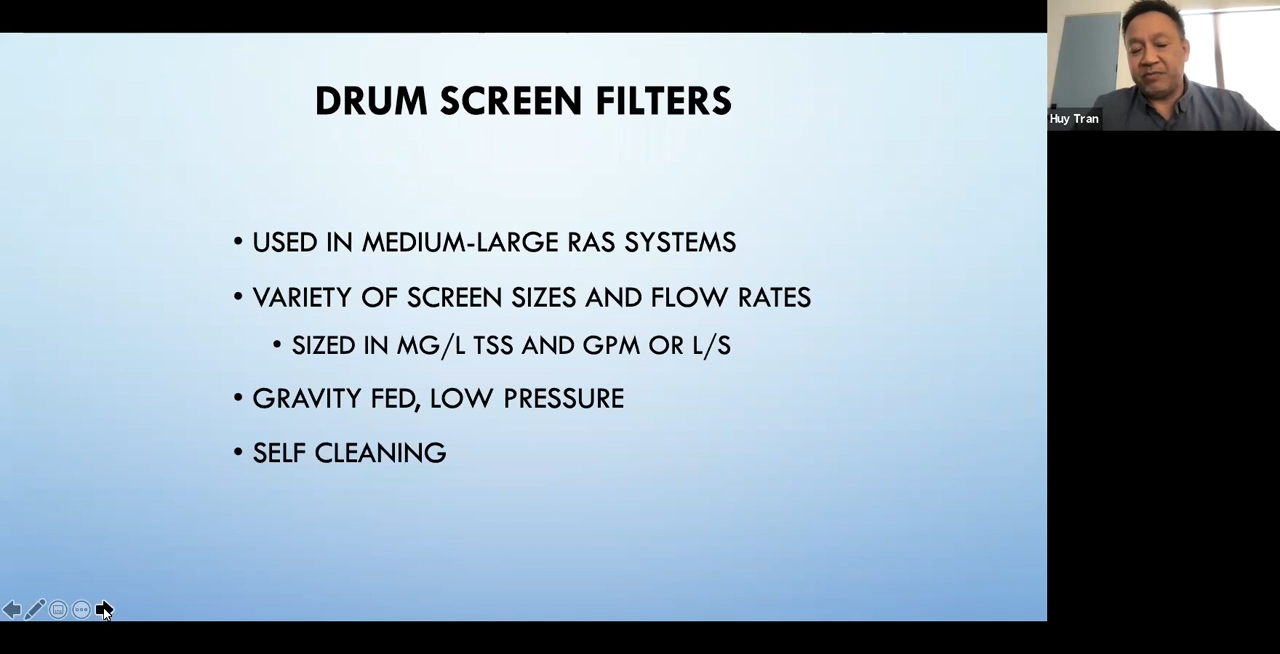 DRUM SCREEN FILTERS
• USED IN MEDIUM-LARGE RAS SYSTEMS
• VARIETY OF SCREEN SIZES AND FLOW RATES
• SIZED IN MG/L TSS AND GPM OR L/S
• GRAVITY FED, LOW PRESSURE
• SELF CLEANING
Huy Tran